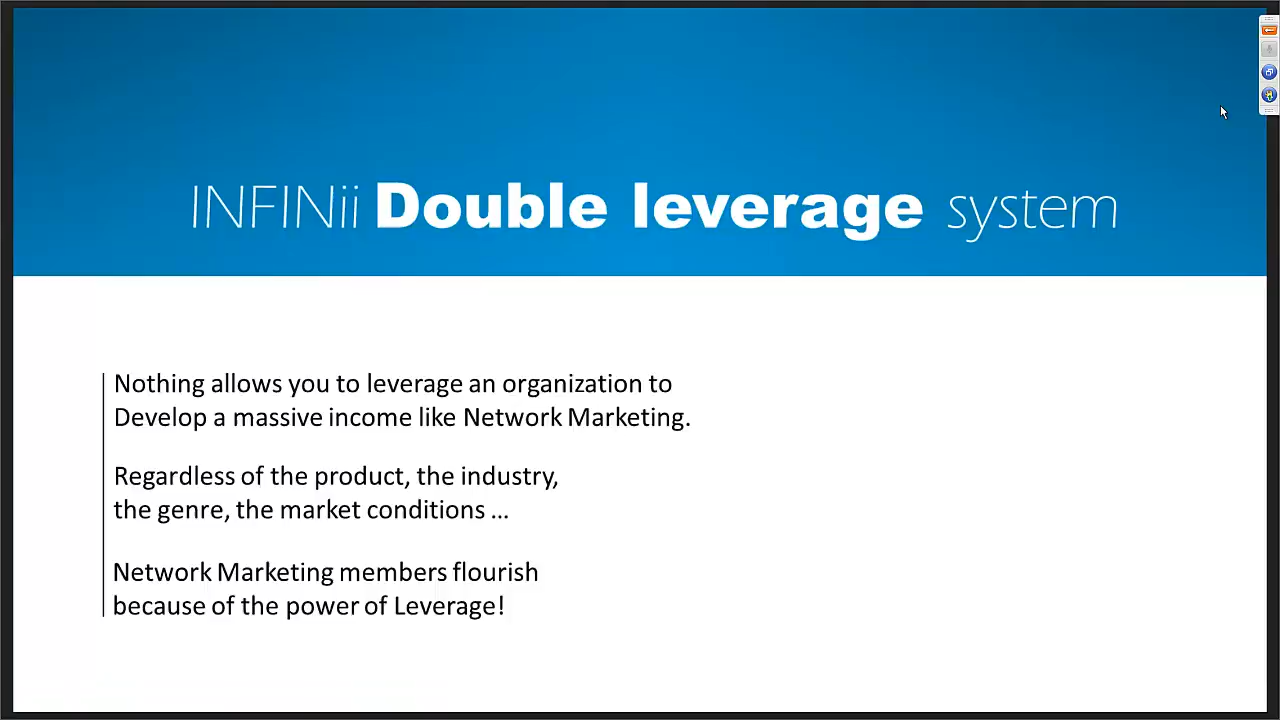 INFINii Double leverage system
Nothing allows you to leverage an organization to
Develop a massive income like Network Marketing.
Regardless of the product, the industry,
the genre, the market conditions ...
Network Marketing members flourish
because of the power of Leverage!